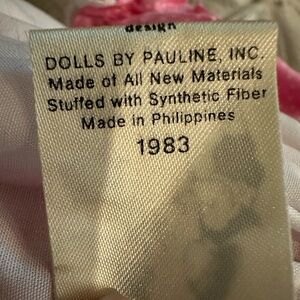 design
DOLLS BY PAULINE, INC.
Made of All New Materials
Stuffed with Synthetic Fiber
Made in Philippines
1983